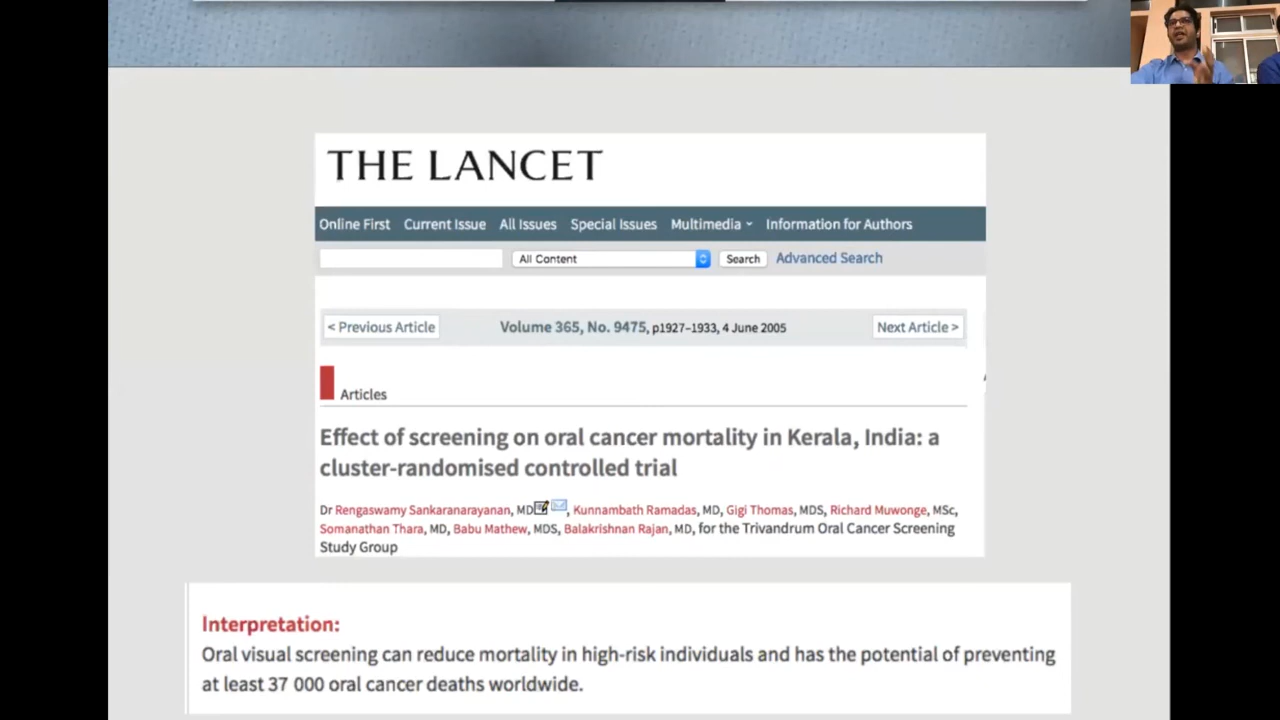 THE LANCET
Online First Current Issue All Issues Special Issues Multimedia Information for Authors
All Content Search Advanced Search
< Previous Article Volume 365, No. 9475, p1927–1933, 4 June 2005 Next Article >
Articles
Effect of screening on oral cancer mortality in Kerala, India: a
cluster-randomised controlled trial
Dr Rengaswamy Sankaranarayanan, MD, Kunnambath Ramadas, MD, Gigi Thomas, MDS, Richard Muwonge, MSc,
Somanathan Thara, MD, Babu Mathew, MDS, Balakrishnan Rajan, MD, for the Trivandrum Oral Cancer Screening
Study Group
Interpretation:
Oral visual screening can reduce mortality in high-risk individuals and has the potential of preventing
at least 37 000 oral cancer deaths worldwide.